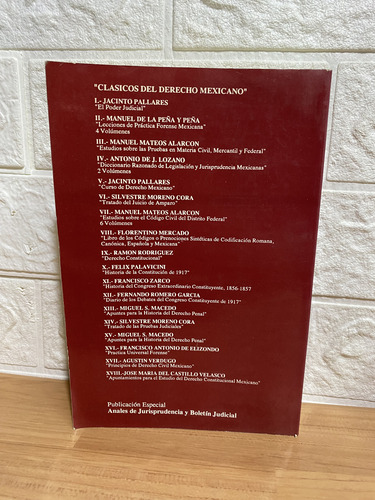 "CLASICOS DEL DERECHO MEXICANO"
I.- JACINTO PALLARES
"El Poder Judicial"
II.- MANUEL DE LA PEÑA Y PEÑA
"Lecciones de Práctica Forense Mexicana"
4 Volúmenes
III.- MANUEL MATEOS ALARCON
"Estudios sobre las Pruebas en Materia Civil, Mercantil y Federal"
IV.- ANTONIO DE J. LOZANO
"Diccionario Razonado de Legislación y Jurisprudencia Mexicanas"
2 Volúmenes
V.- JACINTO PALLARES
"Curso de Derecho Mexicano"
VI.- SILVESTRE MORENO CORA
"Tratado del Juicio de Amparo"
VII.- MANUEL MATEOS ALARCON
"Estudios sobre el Código Civil del Distrito Federal"
6 Volúmenes
VIII.- FLORENTINO MERCADO
"Libro de los Códigos o Prenociones Sintéticas de Codificación Romana,
Canónica, Española y Mexicana"
IX.- RAMON RODRIGUEZ
"Derecho Constitucional"
X.- FELIX PALAVICINI
"Historia de la Constitución de 1917"
XI.- FRANCISCO ZARCO
"Historia del Congreso Extraordinario Constituyente, 1856-1857
XII.- FERNANDO ROMERO GARCIA
"Diario de los Debates del Congreso Constituyente de 1917"
XIII.- MIGUEL S. MACEDO
"Apuntes para la Historia del Derecho Penal"
XIV.- SILVESTRE MORENO CORA
"Tratado de las Pruebas Judiciales"
XV.- MIGUEL S. MACEDO
"Apuntes para la Historia del Derecho Penal"
XVI.- FRANCISCO ANTONIO DE ELIZONDO
"Practica Universal Forense"
XVII.- AGUSTIN VERDUGO
"Principios de Derecho Civil Mexicano"
XVIII.-JOSE MARIA DEL CASTILLO VELASCO
"Apuntamientos para el Estudio del Derecho Constitucional Mexicano"
Publicación Especial
Anales de Jurisprudencia y Boletín Judicial